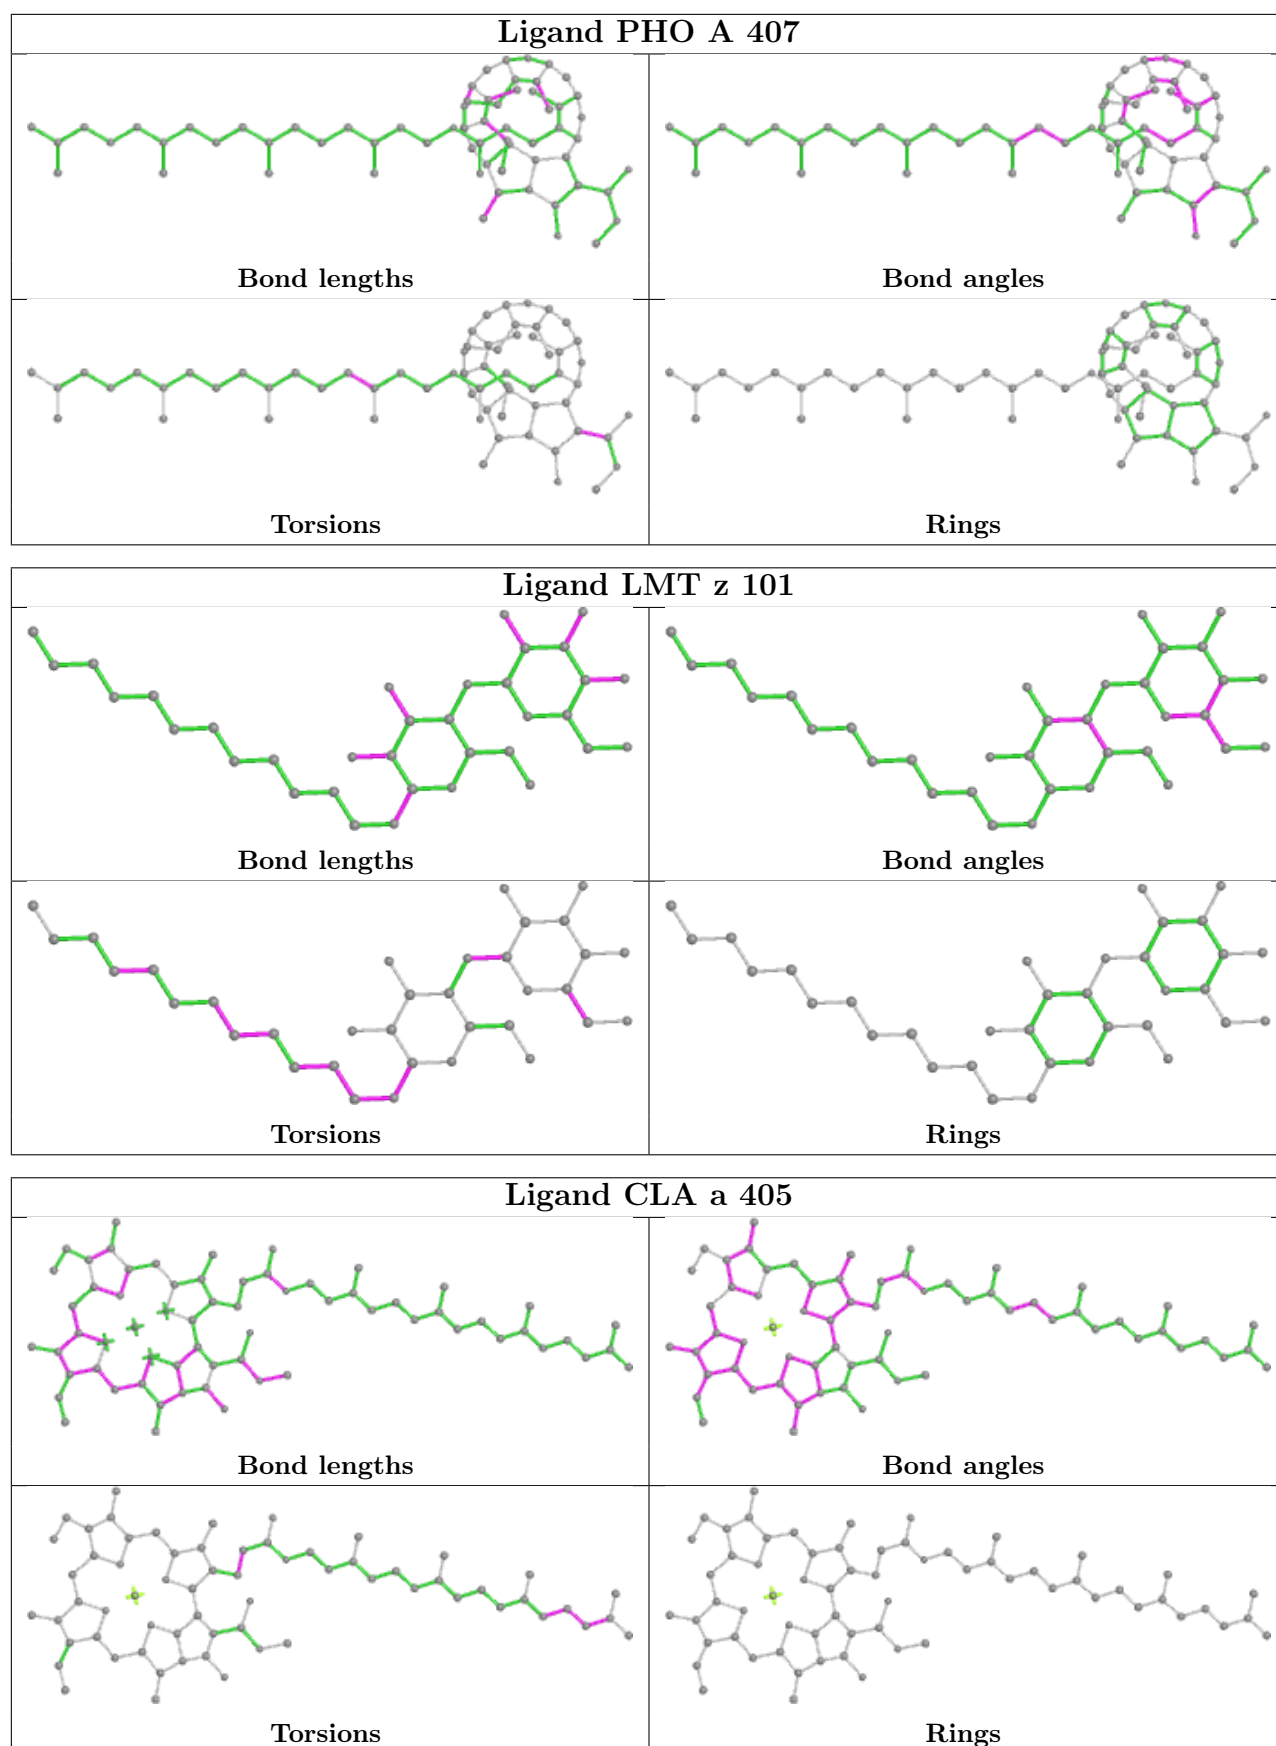 Ligand PHO A 407
Bond lengths
Bond angles
Torsions
Rings
Ligand LMT z 101
Bond lengths
Bond angles
Torsions
Rings
Ligand CLA a 405
Bond lengths
Bond angles
Torsions
Rings